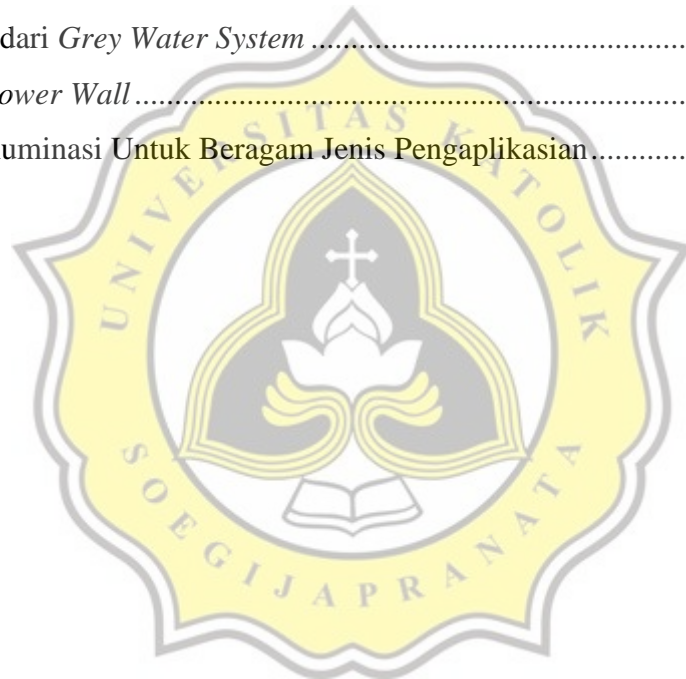 dari Grey Water System ................................................
ower Wall ......................................................................
uminasi Untuk Beragam Jenis Pengaplikasian............
UNIVERSITAS KATOLIK
SOEGIJAPRANATA